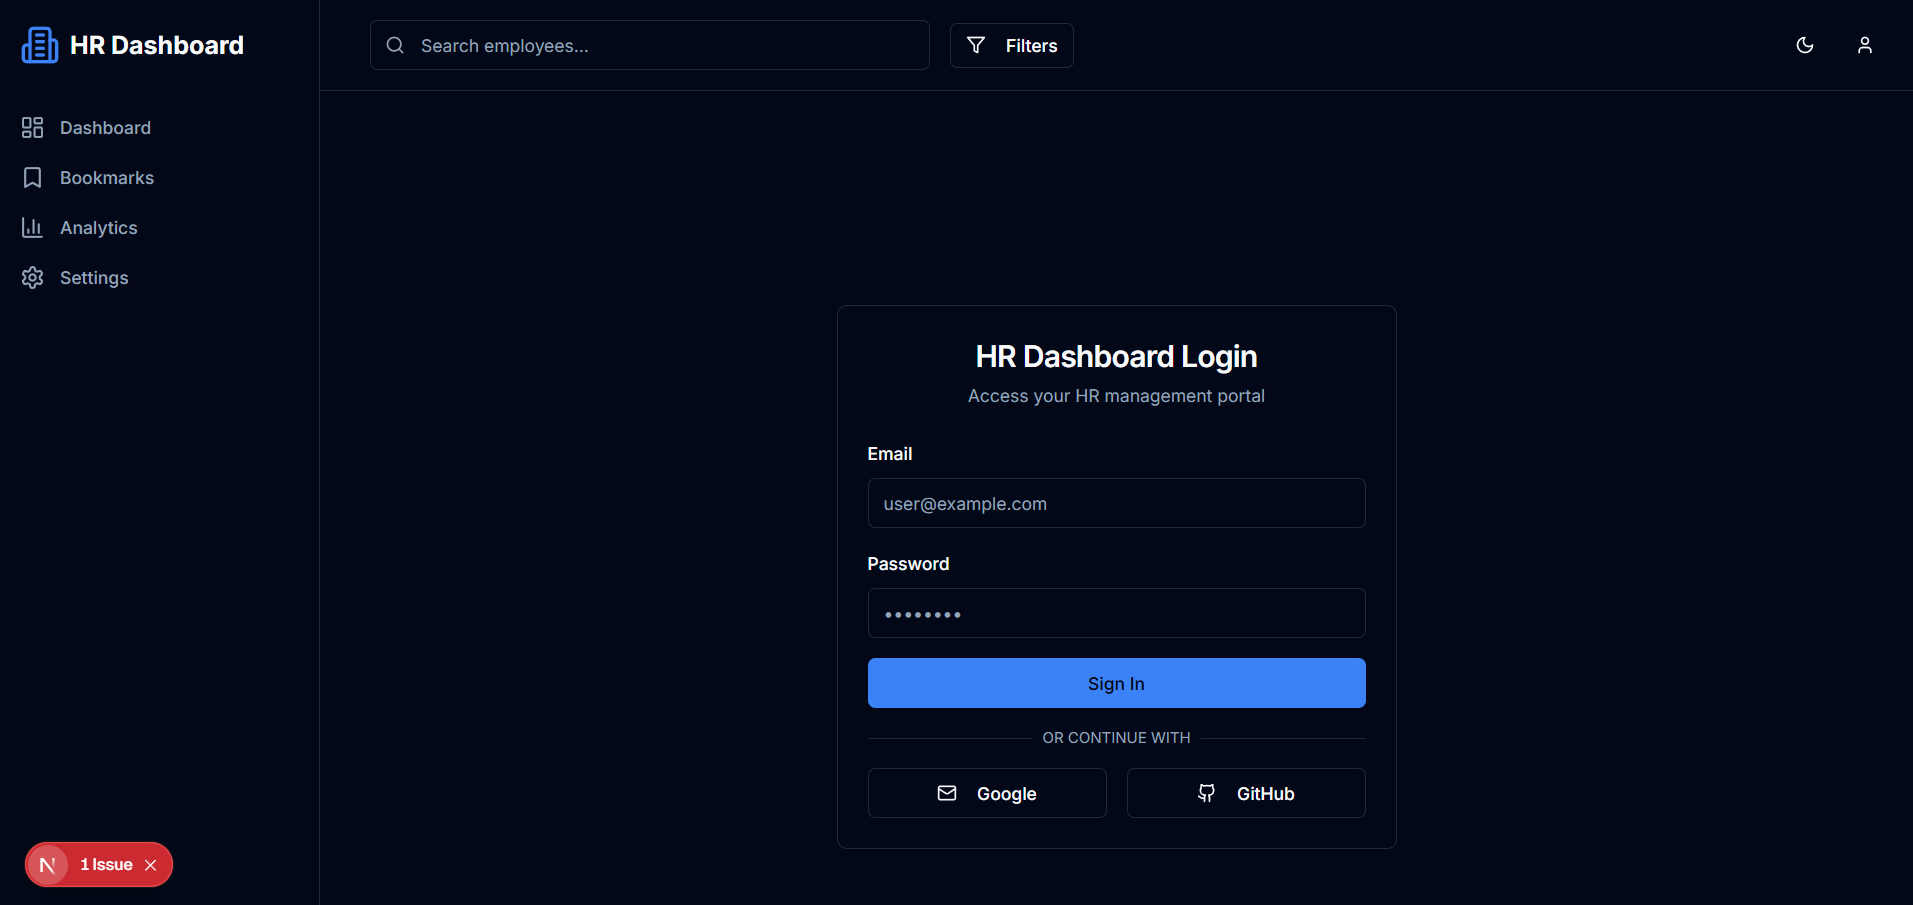 HR Dashboard
Search employees...
Filters
Dashboard
Bookmarks
Analytics
Settings
HR Dashboard Login
Access your HR management portal
Email
user@example.com
Password
••••••••
Sign In
OR CONTINUE WITH
Google
GitHub
N
1 Issue